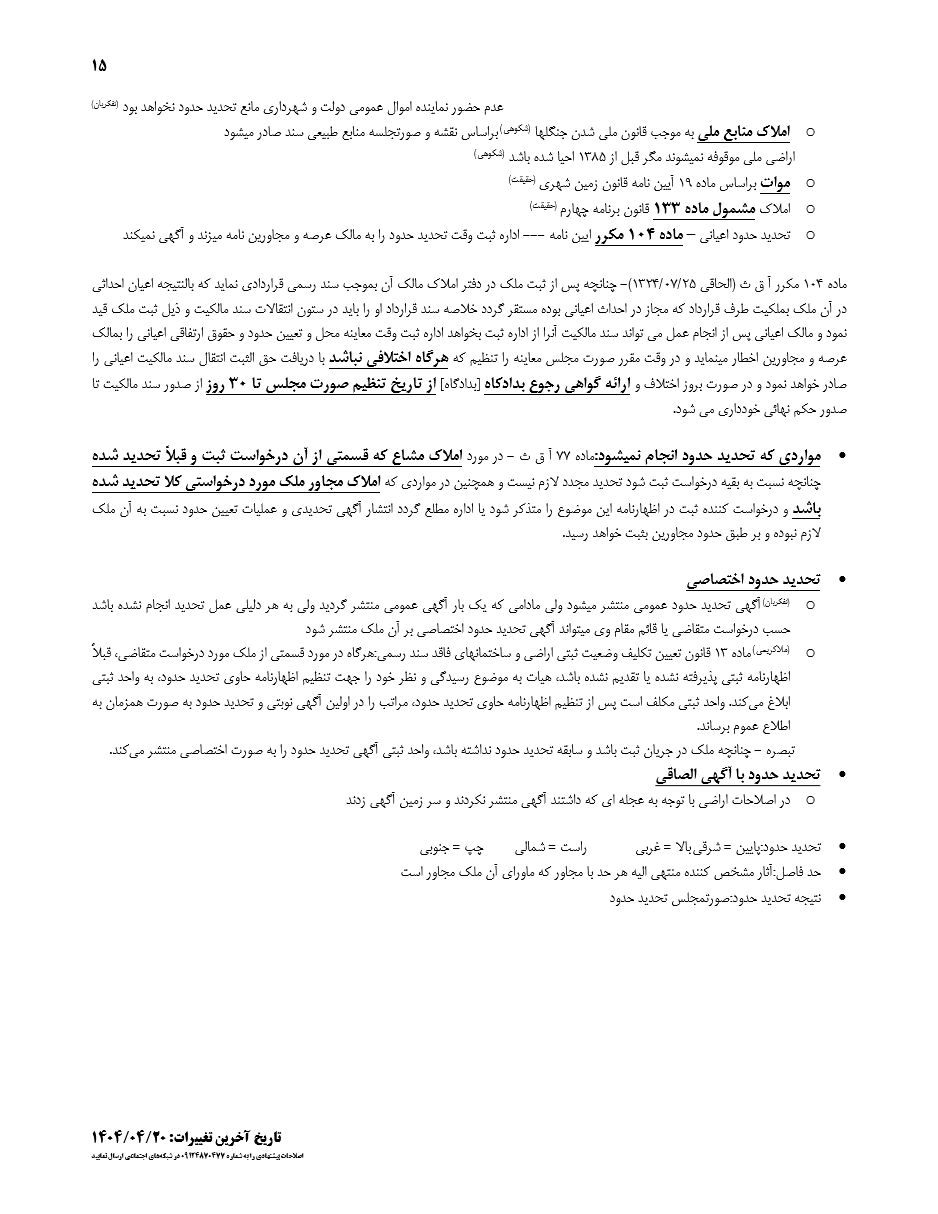 ۱۵
عدم حضور نماینده اموال عمومی دولت و شهرداری مانع تحدید حدود نخواهد بود (تفکریان)
○ املاک منابع ملی به موجب قانون ملی شدن جنگلها (شکوهی) براساس نقشه و صورتجلسه منابع طبیعی سند صادر میشود
اراضی ملی موقوفه نمیشوند مگر قبل از ۱۳۸۵ احیا شده باشد (شکوهی)
○ موات براساس ماده ۱۹ آیین نامه قانون زمین شهری (حقیقت)
○ املاک مشمول ماده ۱۳۳ قانون برنامه چهارم (حقیقت)
○ تحدید حدود اعیانی – ماده ۱۰۴ مکرر ایین نامه --- اداره ثبت وقت تحدید حدود را به مالک عرصه و مجاورین نامه میزند و آگهی نمیکند
ماده ۱۰۴ مکرر آ ق ث (الحاقی ۱۳۲۴/۰۷/۲۵)- چنانچه پس از ثبت ملک در دفتر املاک مالک آن بموجب سند رسمی قراردادی نماید که بالنتیجه اعیان احداثی
در آن ملک بملکیت طرف قرارداد که مجاز در احداث اعیانی بوده مستقر گردد خلاصه سند قرارداد او را باید در ستون انتقالات سند مالکیت و ذیل ثبت ملک قید
نمود و مالک اعیانی پس از انجام عمل می تواند سند مالکیت آنرا از اداره ثبت بخواهد اداره ثبت وقت معاینه محل و تعیین حدود و حقوق ارتفاقی اعیانی را بمالک
عرصه و مجاورین اخطار مینماید و در وقت مقرر صورت مجلس معاینه را تنظیم که هرگاه اختلافی نباشد با دریافت حق الثبت انتقال سند مالکیت اعیانی را
صادر خواهد نمود و در صورت بروز اختلاف و ارائه گواهی رجوع بدادکاه [بدادگاه] از تاریخ تنظیم صورت مجلس تا ۳۰ روز از صدور سند مالکیت تا
صدور حکم نهائی خودداری می شود.
• مواردی که تحدید حدود انجام نمیشود:ماده ۷۷ آ ق ث - در مورد املاک مشاع که قسمتی از آن درخواست ثبت و قبلاً تحدید شده
چنانچه نسبت به بقیه درخواست ثبت شود تحدید مجدد لازم نیست و همچنین در مواردی که املاک مجاور ملک مورد درخواستی کلا تحدید شده
باشد و درخواست کننده ثبت در اظهارنامه این موضوع را متذکر شود یا اداره مطلع گردد انتشار آگهی تحدیدی و عملیات تعیین حدود نسبت به آن ملک
لازم نبوده و بر طبق حدود مجاورین بثبت خواهد رسید.
• تحدید حدود اختصاصی
○ (تفکریان)آگهی تحدید حدود عمومی منتشر میشود ولی مادامی که یک بار آگهی عمومی منتشر گردید ولی به هر دلیلی عمل تحدید انجام نشده باشد
حسب درخواست متقاضی یا قائم مقام وی میتواند آگهی تحدید حدود اختصاصی بر آن ملک منتشر شود
○ (ملاکریمی)ماده ۱۳ قانون تعیین تکلیف وضعیت ثبتی اراضی و ساختمانهای فاقد سند رسمی:هرگاه در مورد قسمتی از ملک مورد درخواست متقاضی، قبلاً
اظهارنامه ثبتی پذیرفته نشده یا تقدیم نشده باشد، هیات به موضوع رسیدگی و نظر خود را جهت تنظیم اظهارنامه حاوی تحدید حدود، به واحد ثبتی
ابلاغ می‌کند. واحد ثبتی مکلف است پس از تنظیم اظهارنامه حاوی تحدید حدود، مراتب را در اولین آگهی نوبتی و تحدید حدود به صورت همزمان به
اطلاع عموم برساند.
تبصره - چنانچه ملک در جریان ثبت باشد و سابقه تحدید حدود نداشته باشد، واحد ثبتی آگهی تحدید حدود را به صورت اختصاصی منتشر می‌کند.
• تحدید حدود با آگهی الصاقی
○ در اصلاحات اراضی با توجه به عجله ای که داشتند آگهی منتشر نکردند و سر زمین آگهی زدند
• تحدید حدود:پایین = شرقی بالا = غربی راست = شمالی چپ = جنوبی
• حد فاصل:آثار مشخص کننده منتهی الیه هر حد با مجاور که ماورای آن ملک مجاور است
• نتیجه تحدید حدود:صورتمجلس تحدید حدود
تاریخ آخرین تغییرات: ۱۴۰۴/۰۴/۲۰
اصلاحات پیشنهادی را به شماره ۰۹۱۲۴۸۷۰۴۷۷ در شبکه‌های اجتماعی ارسال نمایید